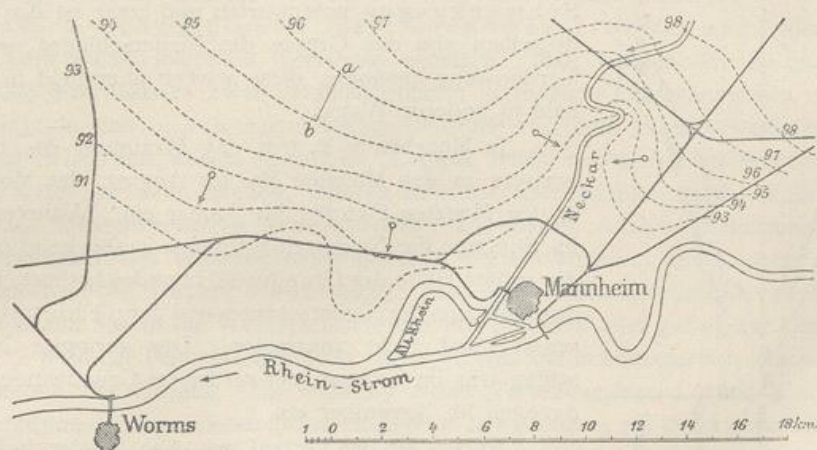 94
95
96
97
98
93
a
92
b
91
98
97
96
95
94
93
Neckar
Mannheim
Alt Rhein
Rhein-Strom
Worms
1 0 2 4 6 8 10 12 14 16 18 km.